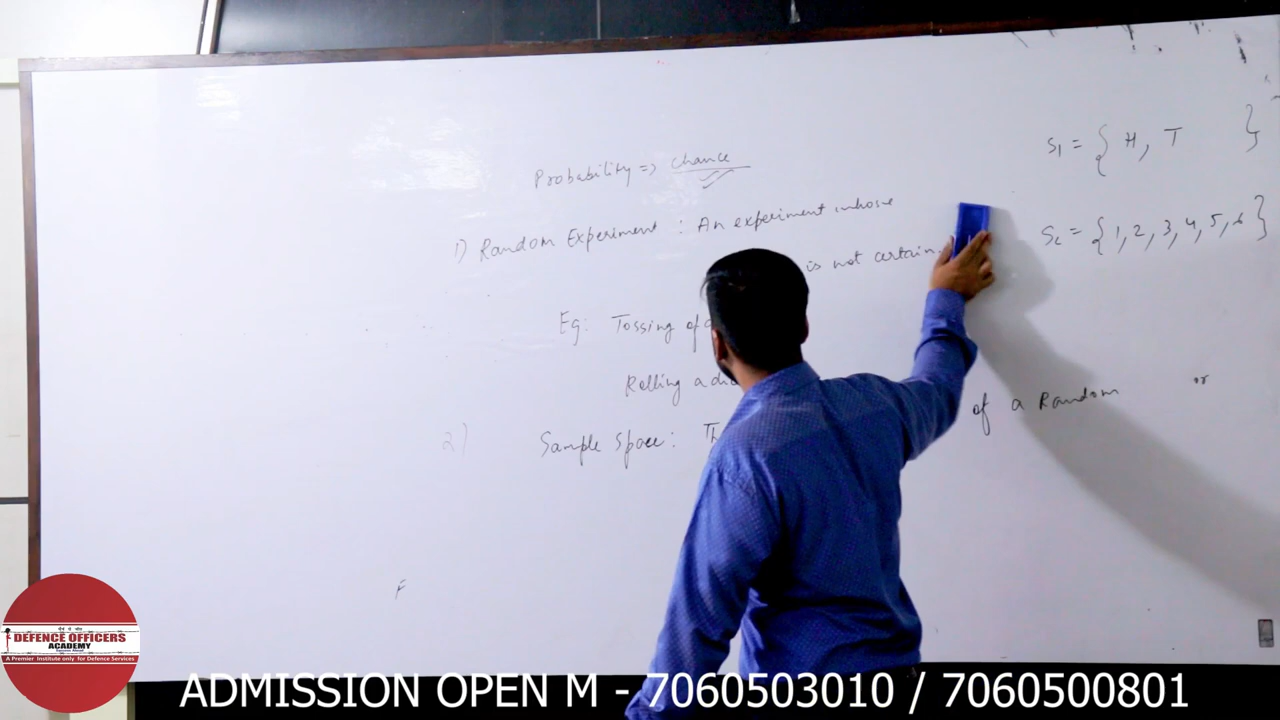 Probability => chance
1) Random Experiment : An experiment whose
is not certain.
Eg: Tossing of
Rolling a
2) Sample Space: of a Random or
F
S1 = { H, T }
S2 = {1, 2, 3, 4, 5, 6}
DEFENCE OFFICERS
ACADEMY
A Premier Institute only for Defence Services
ADMISSION OPEN M - 7060503010 / 7060500801